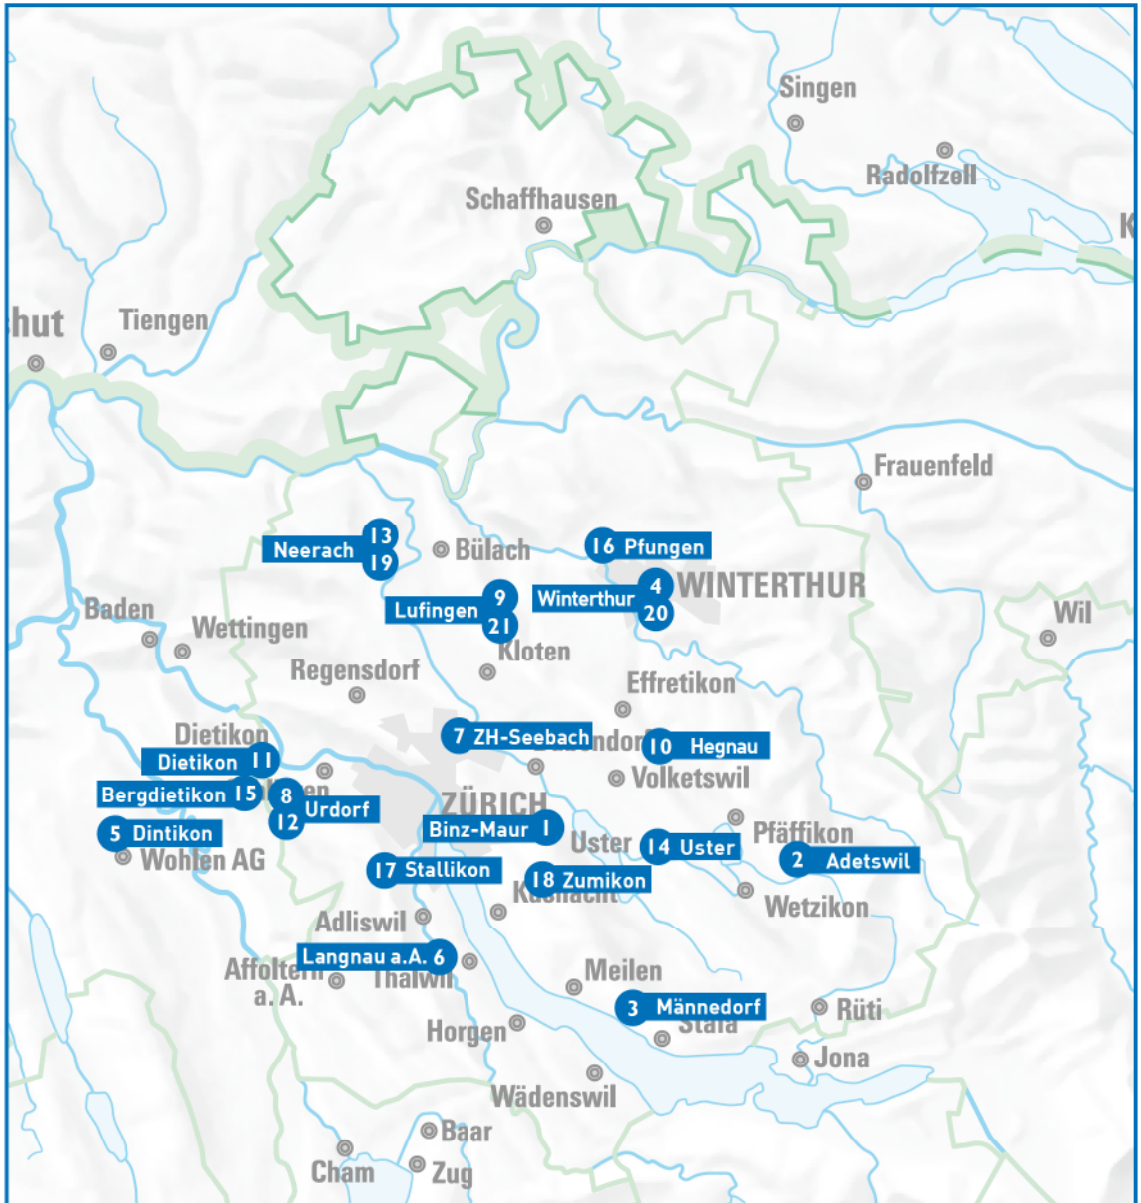 Singen
Radolfzell
Schaffhausen
K
shut
Tiengen
Frauenfeld
13
Neerach
19
Bülach
16 Pfungen
Winterthur
4
20
WINTERTHUR
9
Lufingen
21
Baden
Wettingen
Kloten
Wil
Regensdorf
Effretikon
Dietikon
7 ZH-Seebach
10 Hegnau
Dietikon 11
Volketswil
Bergdietikon 15
8
Urdorf
12
ZÜRICH
Binz-Maur 1
5 Dintikon
Wohlen AG
Uster
14 Uster
Pfäffikon
2 Adetswil
17 Stallikon
18 Zumikon
Wetzikon
Adliswil
Langnau a.A. 6
Affoltern
a. A.
Thalwil
Meilen
3 Männedorf
Stäfa
Rüti
Horgen
Jona
Wädenswil
Baar
Cham
Zug